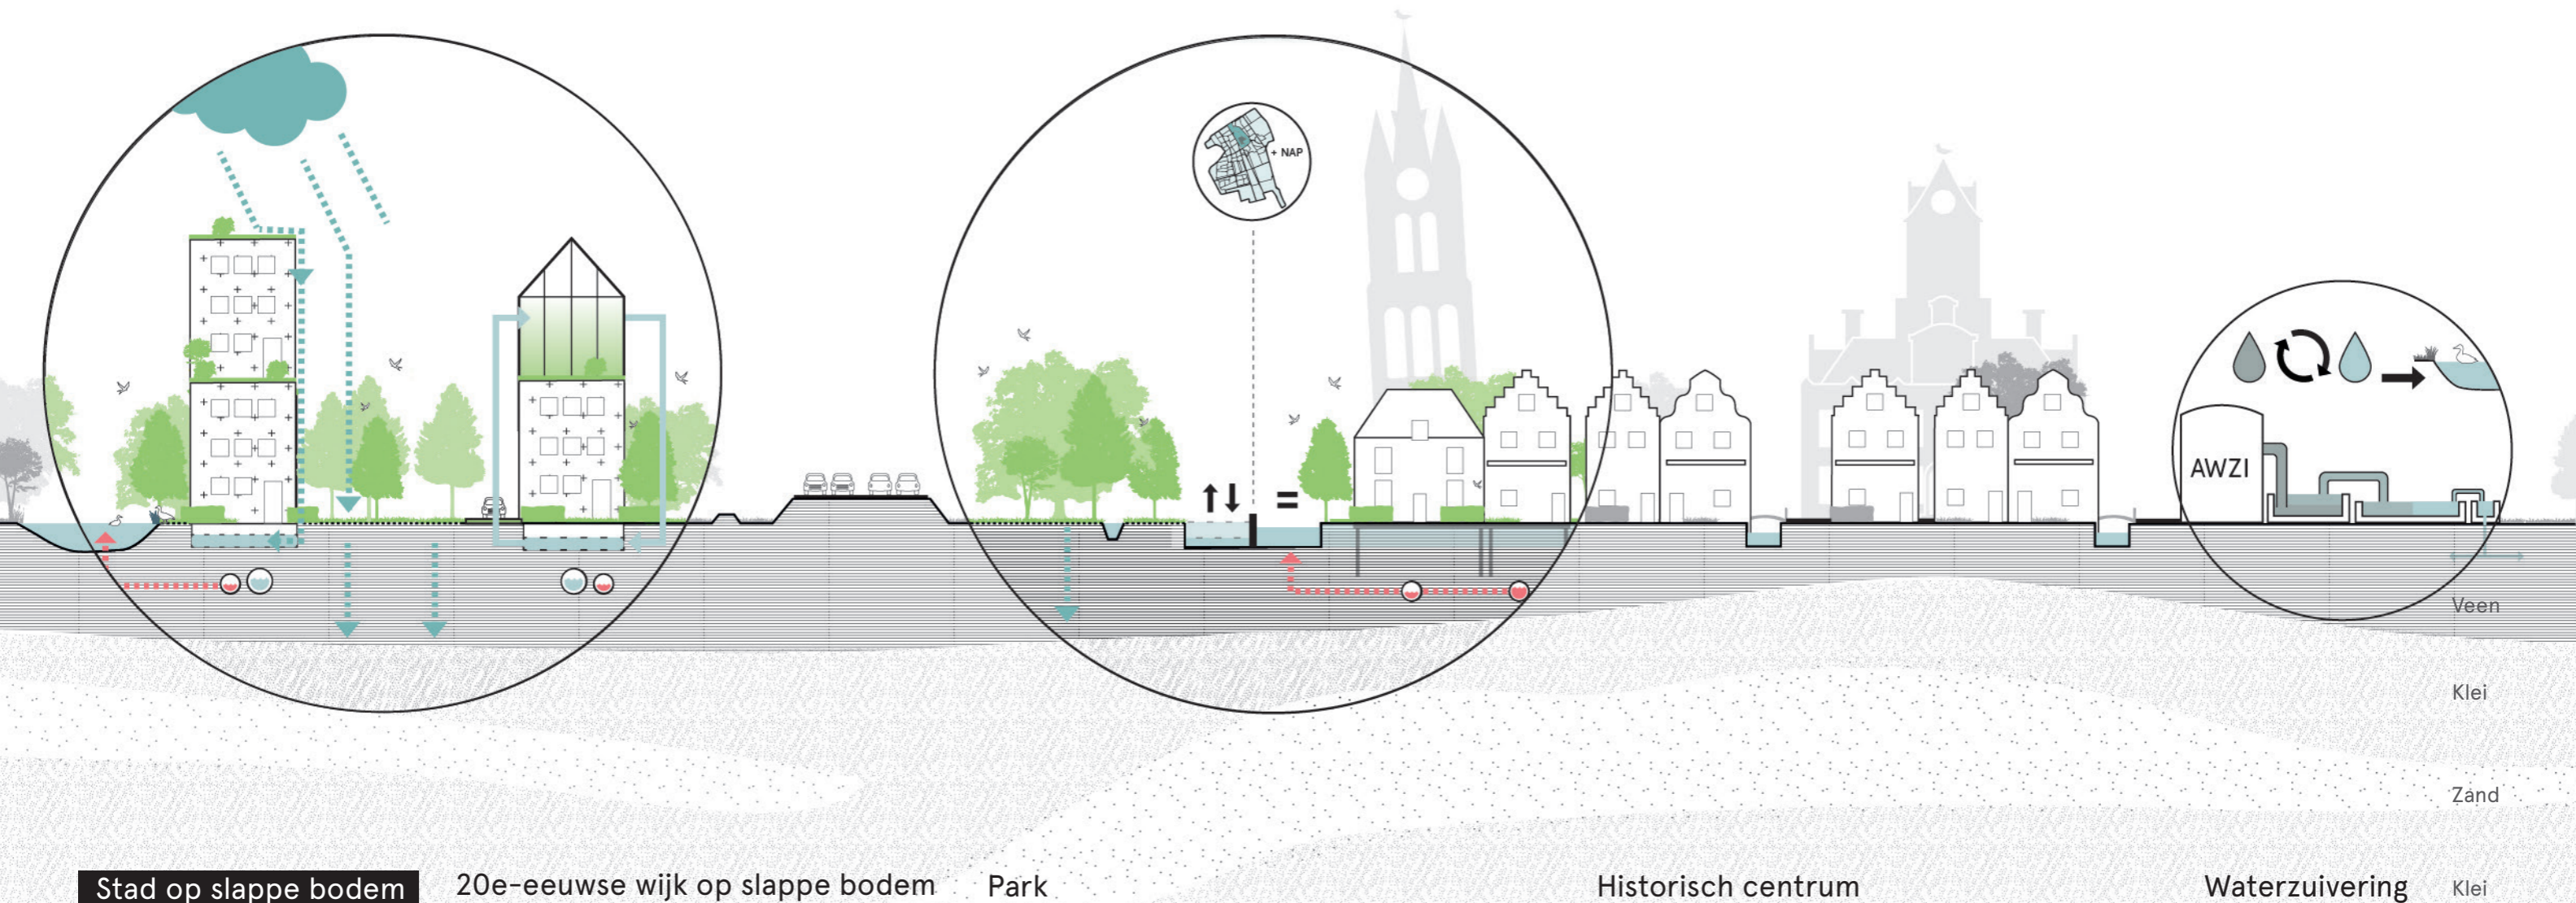 + NAP
AWZI
Veen
Klei
Zand
Stad op slappe bodem
20e-eeuwse wijk op slappe bodem
Park
Historisch centrum
Waterzuivering
Klei